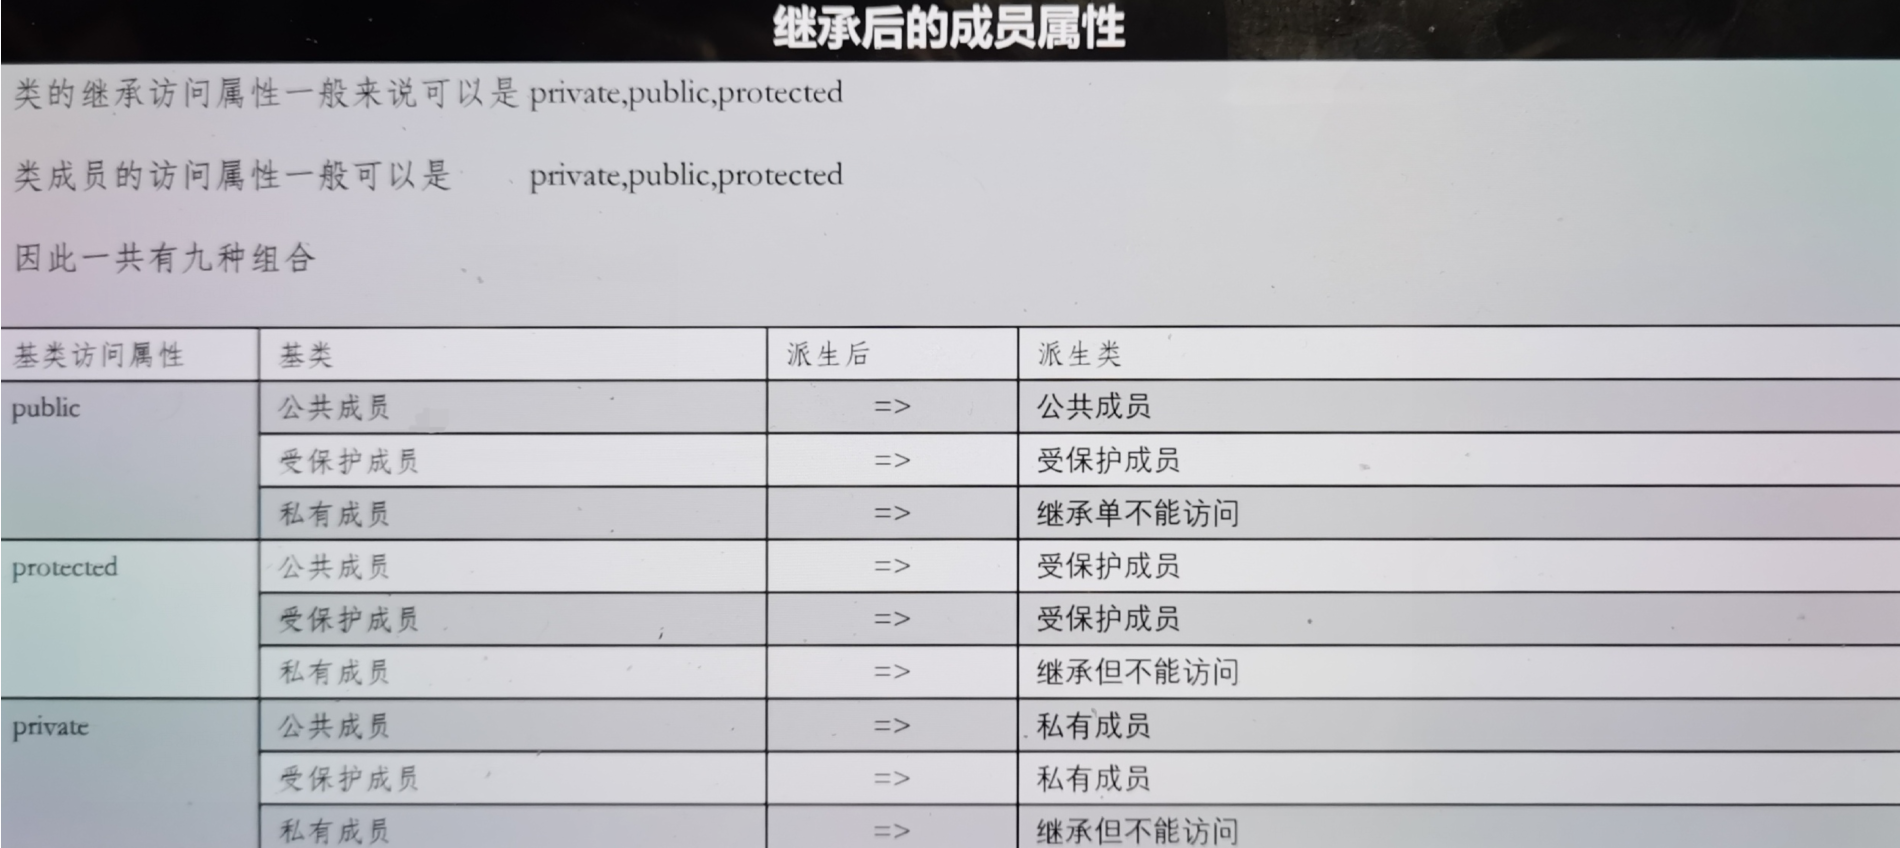 继承后的成员属性
类的继承访问属性一般来说可以是 private,public,protected
类成员的访问属性一般可以是 private,public,protected
因此一共有九种组合
基类访问属性 基类 派生后 派生类
public 公共成员 => 公共成员
受保护成员 => 受保护成员
私有成员 => 继承单不能访问
protected 公共成员 => 受保护成员
受保护成员 => 受保护成员
私有成员 => 继承但不能访问
private 公共成员 => 私有成员
受保护成员 => 私有成员
私有成员 => 继承但不能访问